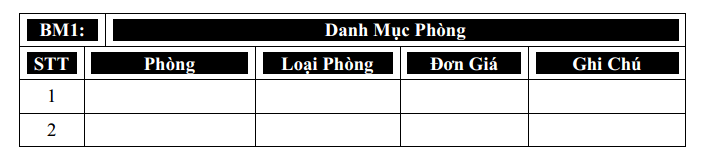 BM1: Danh Mục Phòng
STT Phòng Loại Phòng Đơn Giá Ghi Chú
1
2